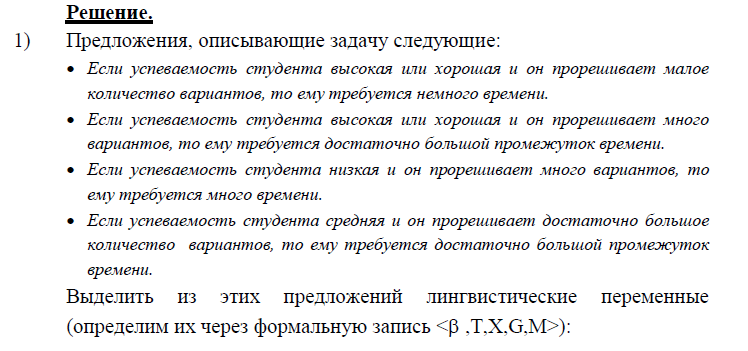 Решение.
1) Предложения, описывающие задачу следующие:
• Если успеваемость студента высокая или хорошая и он прорешивает малое
количество вариантов, то ему требуется немного времени.
• Если успеваемость студента высокая или хорошая и он прорешивает много
вариантов, то ему требуется достаточно большой промежуток времени.
• Если успеваемость студента низкая и он прорешивает много вариантов, то
ему требуется много времени.
• Если успеваемость студента средняя и он прорешивает достаточно большое
количество вариантов, то ему требуется достаточно большой промежуток
времени.
Выделить из этих предложений лингвистические переменные
(определим их через формальную запись <β ,T,X,G,M>):